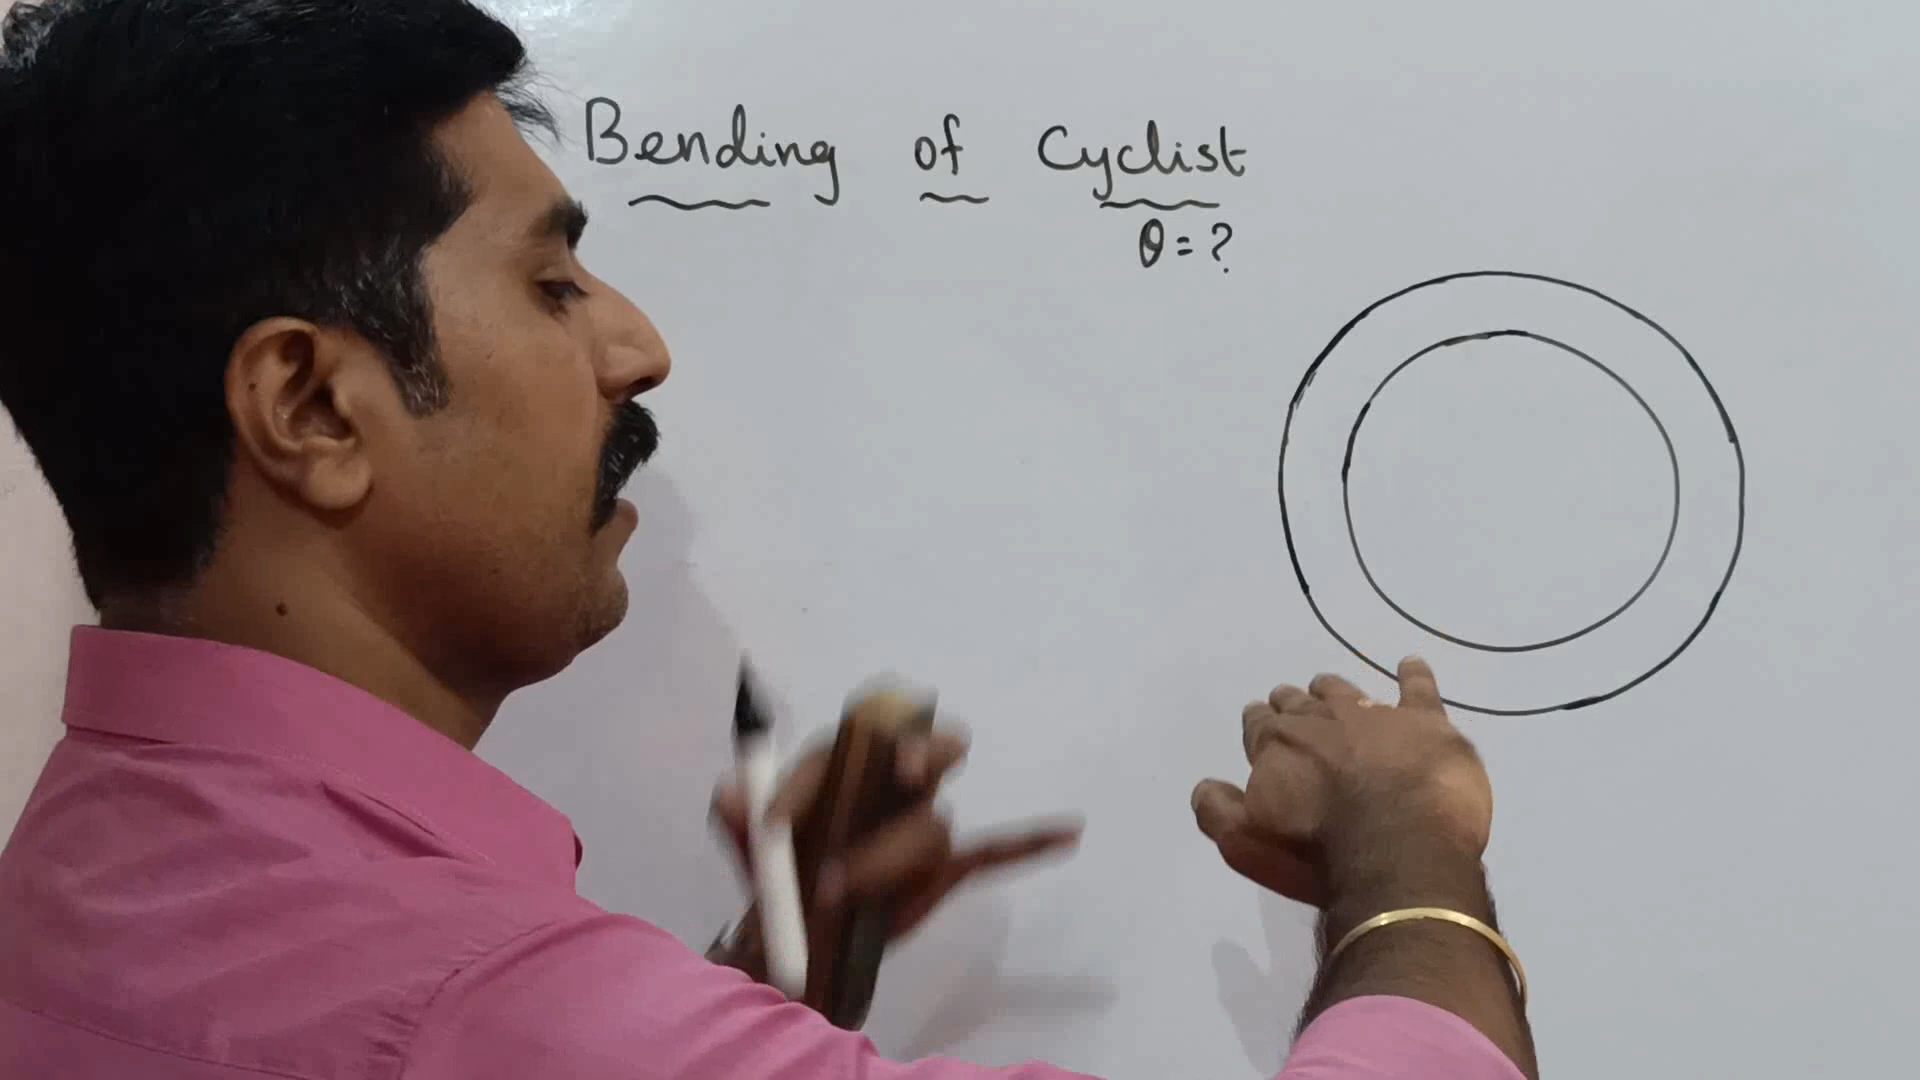 Bending of Cyclist
θ = ?